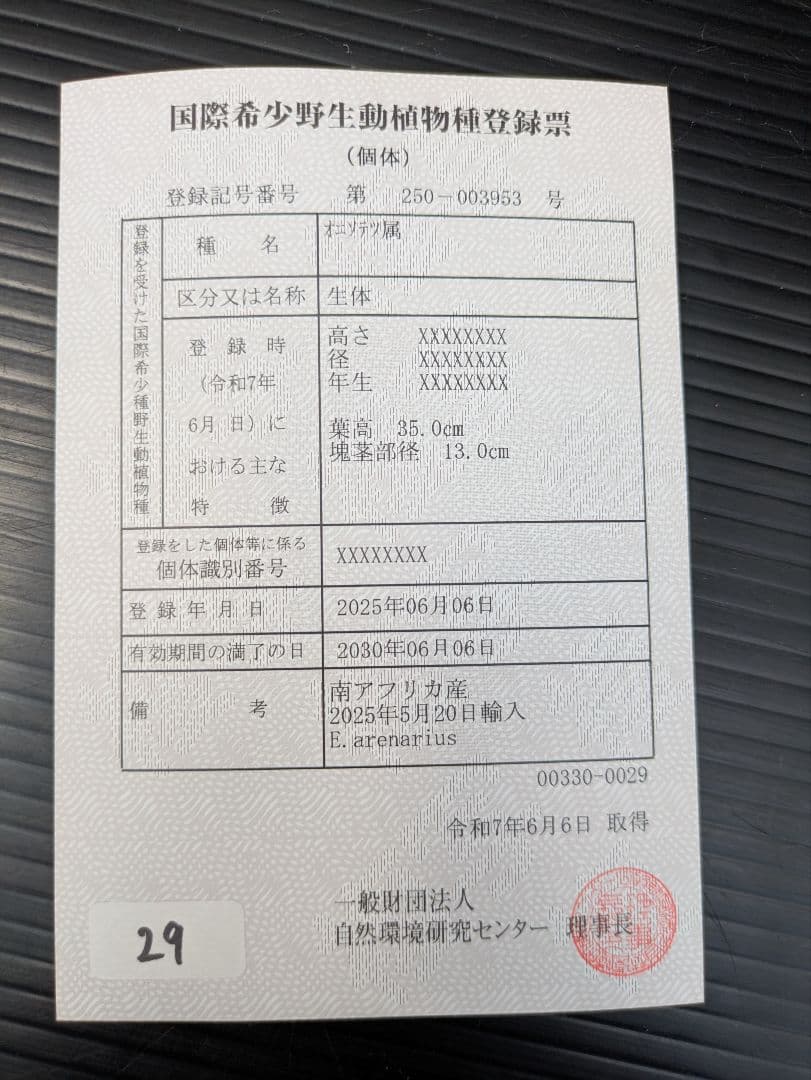 国際希少野生動植物種登録票
(個体)
登録記号番号 第 250-003953 号
登録を受けた国際希少種野生動植物種
種名 オニソテツ属
区分又は名称 生体
登録時
(令和7年
6月 日)に
おける主な
特徴
高さ XXXXXXXX
径 XXXXXXXX
年生 XXXXXXXX
葉高 35.0cm
塊茎部径 13.0cm
登録をした個体等に係る
個体識別番号 XXXXXXXX
登録年月日 2025年06月06日
有効期間の満了の日 2030年06月06日
備考
南アフリカ産
2025年5月20日輸入
E.arenarius
00330-0029
令和7年6月6日 取得
一般財団法人
自然環境研究センター 理事長
29